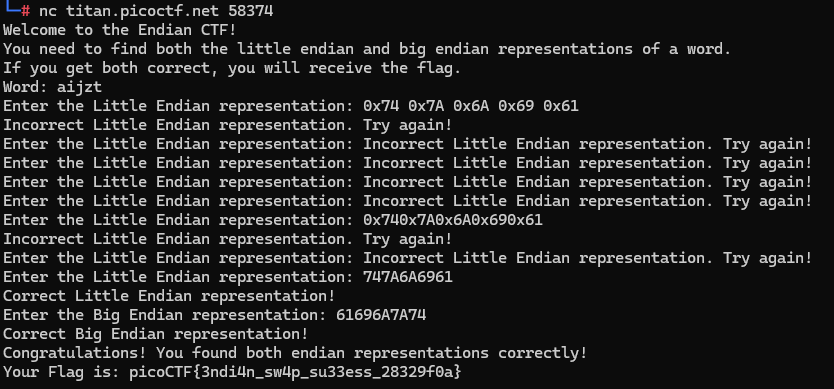 └─# nc titan.picoctf.net 58374
Welcome to the Endian CTF!
You need to find both the little endian and big endian representations of a word.
If you get both correct, you will receive the flag.
Word: aijzt
Enter the Little Endian representation: 0x74 0x7A 0x6A 0x69 0x61
Incorrect Little Endian representation. Try again!
Enter the Little Endian representation: Incorrect Little Endian representation. Try again!
Enter the Little Endian representation: Incorrect Little Endian representation. Try again!
Enter the Little Endian representation: Incorrect Little Endian representation. Try again!
Enter the Little Endian representation: Incorrect Little Endian representation. Try again!
Enter the Little Endian representation: 0x740x7A0x6A0x690x61
Incorrect Little Endian representation. Try again!
Enter the Little Endian representation: Incorrect Little Endian representation. Try again!
Enter the Little Endian representation: 747A6A6961
Correct Little Endian representation!
Enter the Big Endian representation: 61696A7A74
Correct Big Endian representation!
Congratulations! You found both endian representations correctly!
Your Flag is: picoCTF{3ndi4n_sw4p_su33ess_28329f0a}